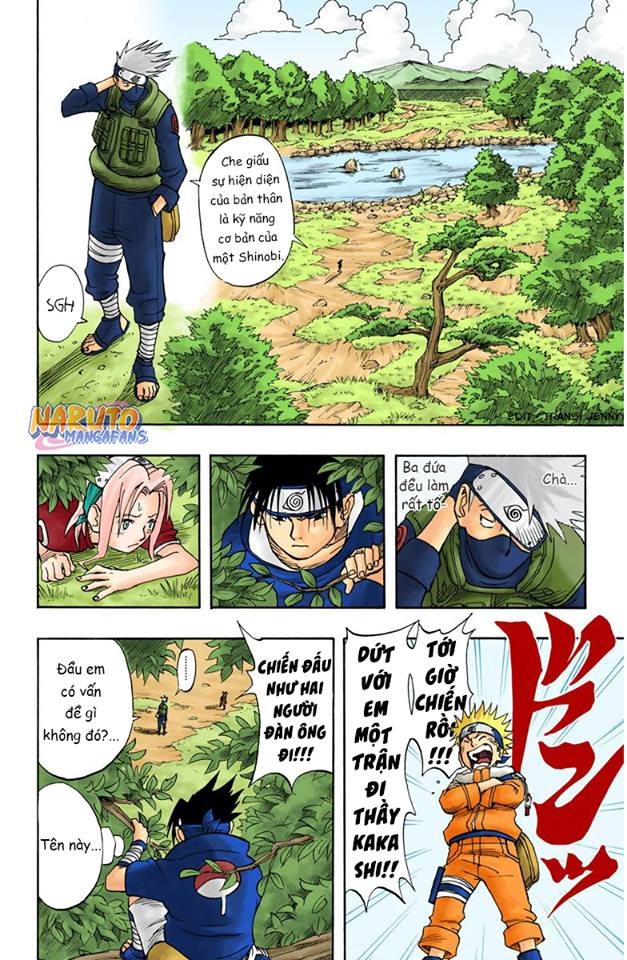 Che giấu
sự hiện diện
của bản thân
là kỹ năng
cơ bản của
một Shinobi.
SGH
NARUTO
MANGAFANS
EDIT / TRANS: JENNY
Chà...
Ba đứa
đều làm
rất tố-
TỚI
GIỜ
CHIẾN
RỒ..!!!
DỨT
VỚI
EM
MỘT
TRẬN
ĐI
THẦY
KAKA
SHI!!
CHIẾN ĐẤU
NHƯ HAI
NGƯỜI
ĐÀN ÔNG
ĐI!!!
.......
Đầu em
có vấn
đề gì
không đó?...
Tên này...